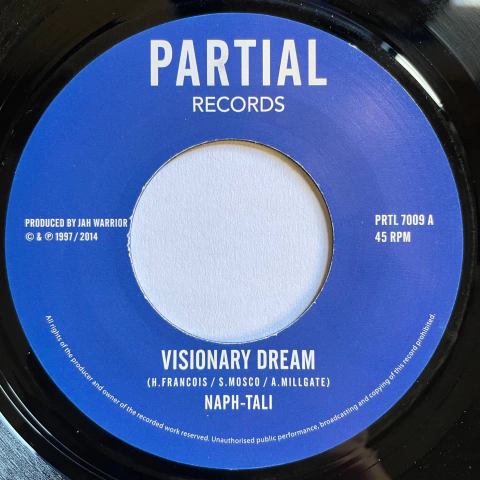 PARTIAL
RECORDS
PRODUCED BY JAH WARRIOR
© & ℗ 1997 / 2014
PRTL 7009 A
45 RPM
VISIONARY DREAM
(H.FRANCOIS / S.MOSCO / A.MILLGATE)
NAPH-TALI
All rights of the producer and owner of the recorded work reserved. Unauthorised public performance, broadcasting and copying of this record prohibited.